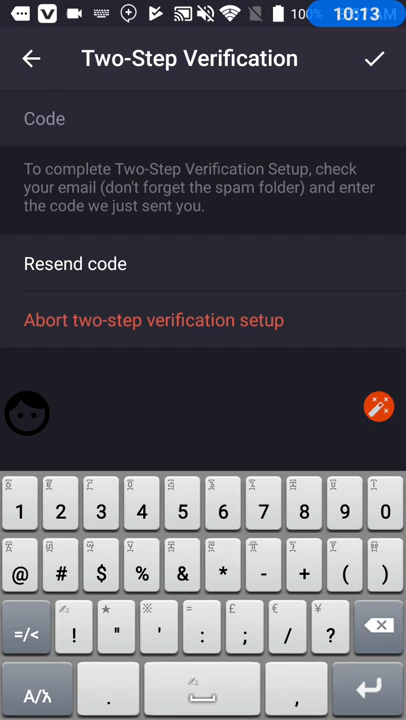 100% 10:13 AM
Two-Step Verification
Code
To complete Two-Step Verification Setup, check
your email (don't forget the spam folder) and enter
the code we just sent you.
Resend code
Abort two-step verification setup
1 2 3 4 5 6 7 8 9 0
@ # $ % & * - + ( )
=/< ! " ' : ; / ?
. ,